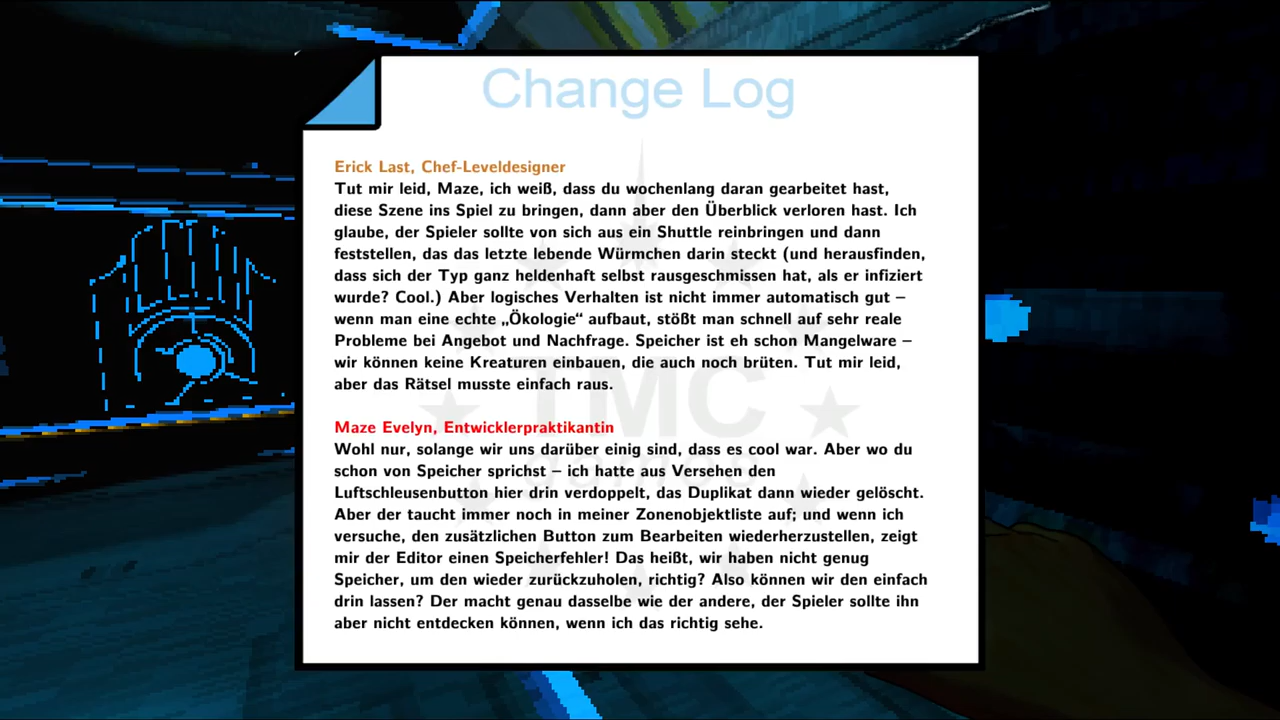 Change Log
Erick Last, Chef-Leveldesigner
Tut mir leid, Maze, ich weiß, dass du wochenlang daran gearbeitet hast,
diese Szene ins Spiel zu bringen, dann aber den Überblick verloren hast. Ich
glaube, der Spieler sollte von sich aus ein Shuttle reinbringen und dann
feststellen, das das letzte lebende Würmchen darin steckt (und herausfinden,
dass sich der Typ ganz heldenhaft selbst rausgeschmissen hat, als er infiziert
wurde? Cool.) Aber logisches Verhalten ist nicht immer automatisch gut –
wenn man eine echte „Ökologie“ aufbaut, stößt man schnell auf sehr reale
Probleme bei Angebot und Nachfrage. Speicher ist eh schon Mangelware –
wir können keine Kreaturen einbauen, die auch noch brüten. Tut mir leid,
aber das Rätsel musste einfach raus.
TMC
games
Maze Evelyn, Entwicklerpraktikantin
Wohl nur, solange wir uns darüber einig sind, dass es cool war. Aber wo du
schon von Speicher sprichst – ich hatte aus Versehen den
Luftschleusenbutton hier drin verdoppelt, das Duplikat dann wieder gelöscht.
Aber der taucht immer noch in meiner Zonenobjektliste auf; und wenn ich
versuche, den zusätzlichen Button zum Bearbeiten wiederherzustellen, zeigt
mir der Editor einen Speicherfehler! Das heißt, wir haben nicht genug
Speicher, um den wieder zurückzuholen, richtig? Also können wir den einfach
drin lassen? Der macht genau dasselbe wie der andere, der Spieler sollte ihn
aber nicht entdecken können, wenn ich das richtig sehe.